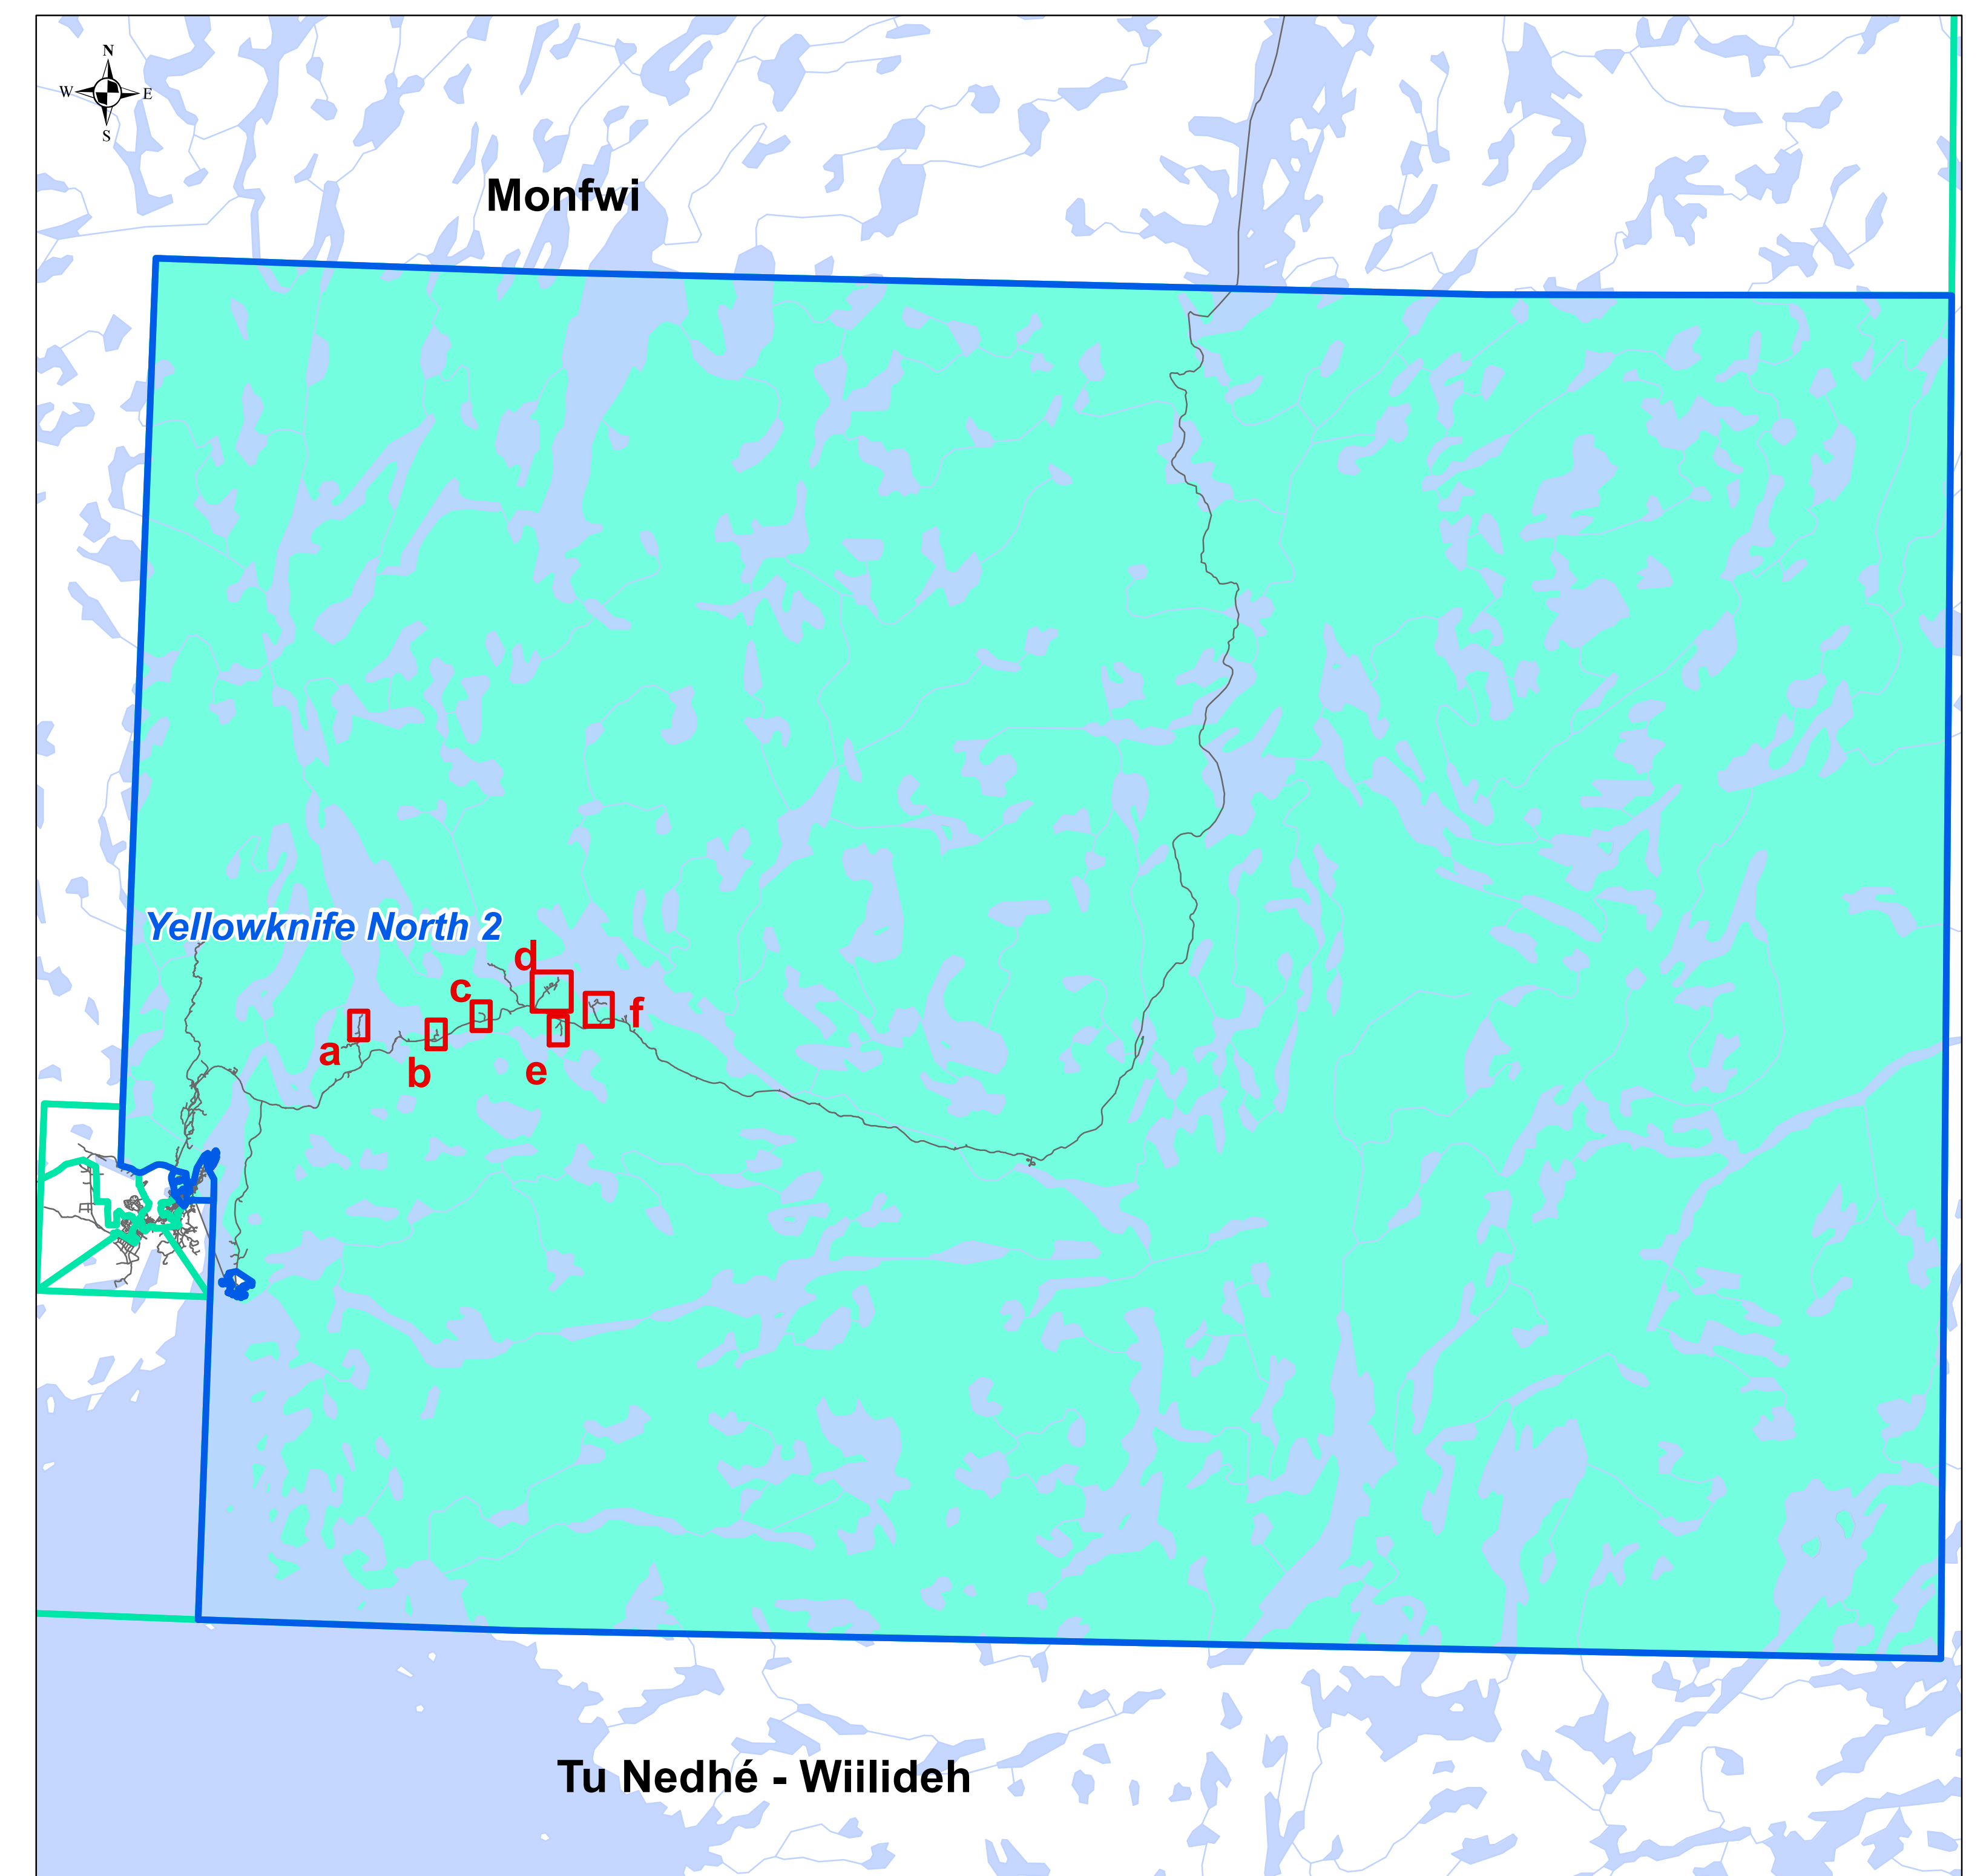 N
W E
S
Monfwi
Yellowknife North 2
d
c
f
a
b
e
Tu Nedhé - Wiilideh